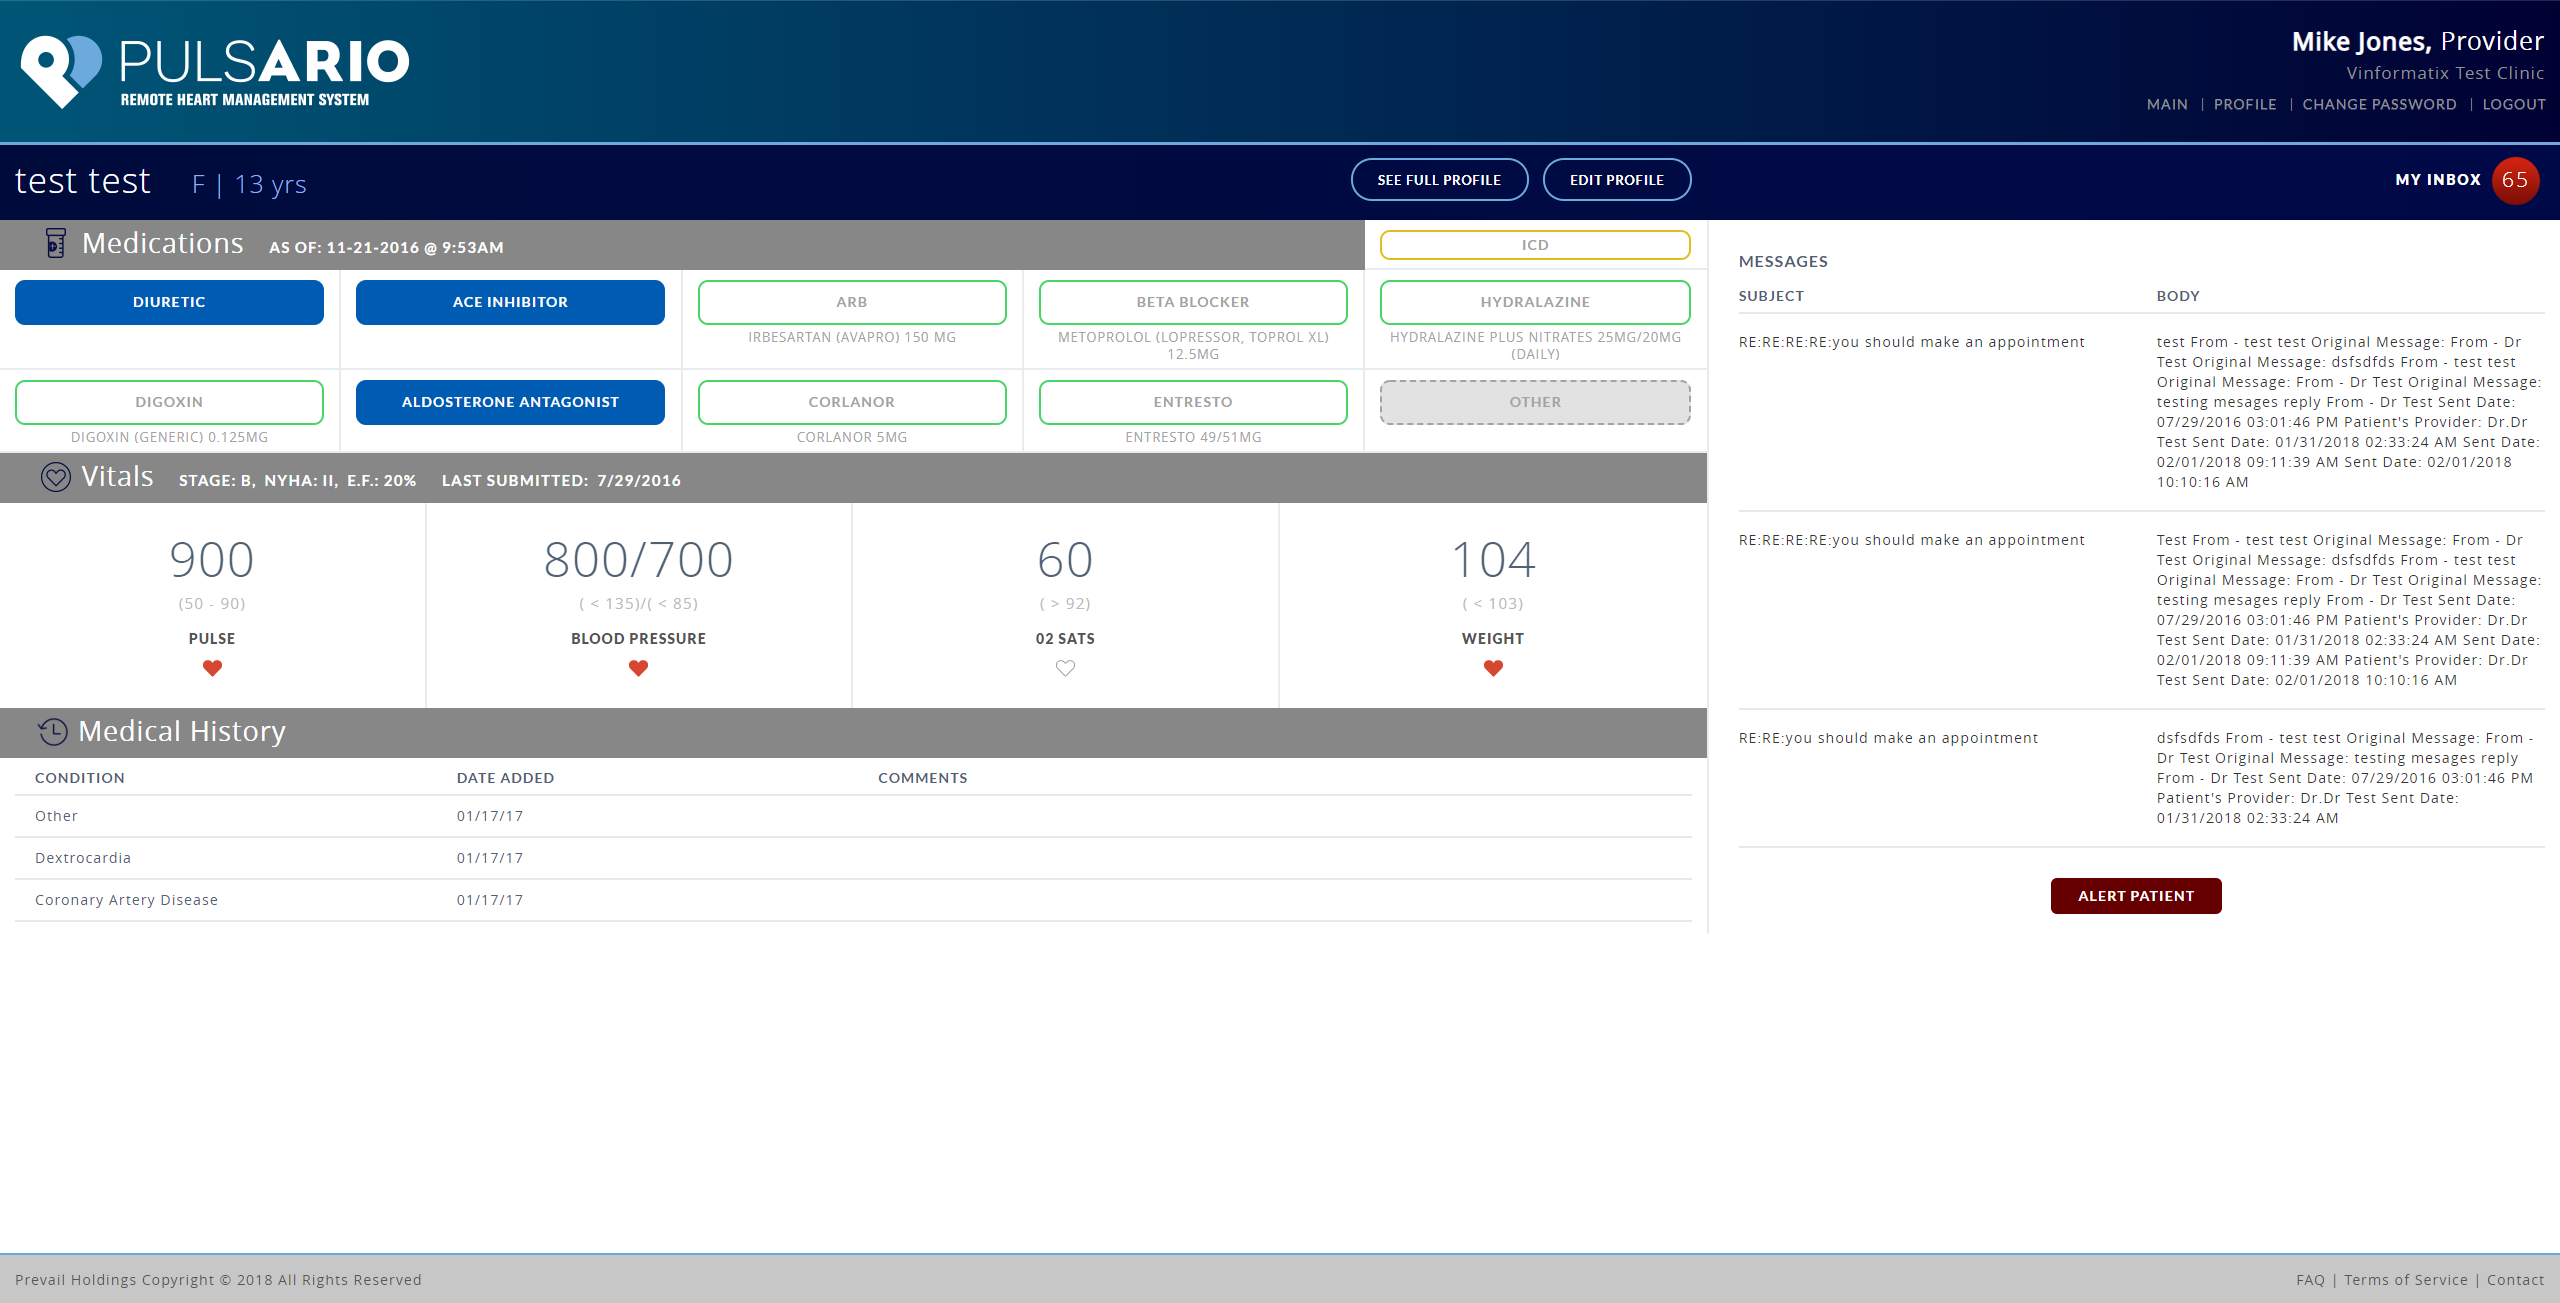 PULSARIO
REMOTE HEART MANAGEMENT SYSTEM
Mike Jones, Provider
Vinformatix Test Clinic
MAIN | PROFILE | CHANGE PASSWORD | LOGOUT
test test F | 13 yrs
SEE FULL PROFILE
EDIT PROFILE
MY INBOX 65
Medications AS OF: 11-21-2016 @ 9:53AM
ICD
DIURETIC
ACE INHIBITOR
ARB
IRBESARTAN (AVAPRO) 150 MG
BETA BLOCKER
METOPROLOL (LOPRESSOR, TOPROL XL)
12.5MG
HYDRALAZINE
HYDRALAZINE PLUS NITRATES 25MG/20MG
(DAILY)
DIGOXIN
DIGOXIN (GENERIC) 0.125MG
ALDOSTERONE ANTAGONIST
CORLANOR
CORLANOR 5MG
ENTRESTO
ENTRESTO 49/51MG
OTHER
Vitals STAGE: B, NYHA: II, E.F.: 20% LAST SUBMITTED: 7/29/2016
900
(50 - 90)
PULSE
800/700
( < 135)/( < 85)
BLOOD PRESSURE
60
( > 92)
02 SATS
104
( < 103)
WEIGHT
Medical History
CONDITION DATE ADDED COMMENTS
Other 01/17/17
Dextrocardia 01/17/17
Coronary Artery Disease 01/17/17
MESSAGES
SUBJECT BODY
RE:RE:RE:RE:you should make an appointment
test From - test test Original Message: From - Dr
Test Original Message: dsfsdfds From - test test
Original Message: From - Dr Test Original Message:
testing mesages reply From - Dr Test Sent Date:
07/29/2016 03:01:46 PM Patient's Provider: Dr.Dr
Test Sent Date: 01/31/2018 02:33:24 AM Sent Date:
02/01/2018 09:11:39 AM Sent Date: 02/01/2018
10:10:16 AM
RE:RE:RE:RE:you should make an appointment
Test From - test test Original Message: From - Dr
Test Original Message: dsfsdfds From - test test
Original Message: From - Dr Test Original Message:
testing mesages reply From - Dr Test Sent Date:
07/29/2016 03:01:46 PM Patient's Provider: Dr.Dr
Test Sent Date: 01/31/2018 02:33:24 AM Sent Date:
02/01/2018 09:11:39 AM Patient's Provider: Dr.Dr
Test Sent Date: 02/01/2018 10:10:16 AM
RE:RE:you should make an appointment
dsfsdfds From - test test Original Message: From -
Dr Test Original Message: testing mesages reply
From - Dr Test Sent Date: 07/29/2016 03:01:46 PM
Patient's Provider: Dr.Dr Test Sent Date:
01/31/2018 02:33:24 AM
ALERT PATIENT
Prevail Holdings Copyright © 2018 All Rights Reserved
FAQ | Terms of Service | Contact